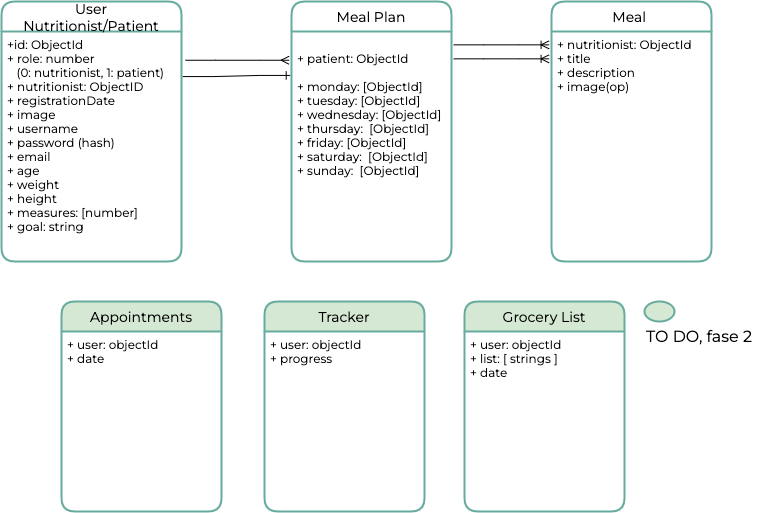 User
Nutritionist/Patient
+id: ObjectId
+ role: number
(0: nutritionist, 1: patient)
+ nutritionist: ObjectID
+ registrationDate
+ image
+ username
+ password (hash)
+ email
+ age
+ weight
+ height
+ measures: [number]
+ goal: string
Meal Plan
+ patient: ObjectId
+ monday: [ObjectId]
+ tuesday: [ObjectId]
+ wednesday: [ObjectId]
+ thursday:  [ObjectId]
+ friday: [ObjectId]
+ saturday:  [ObjectId]
+ sunday:  [ObjectId]
Meal
+ nutritionist: ObjectId
+ title
+ description
+ image(op)
Appointments
+ user: objectId
+ date
Tracker
+ user: objectId
+ progress
Grocery List
+ user: objectId
+ list: [ strings ]
+ date
TO DO, fase 2